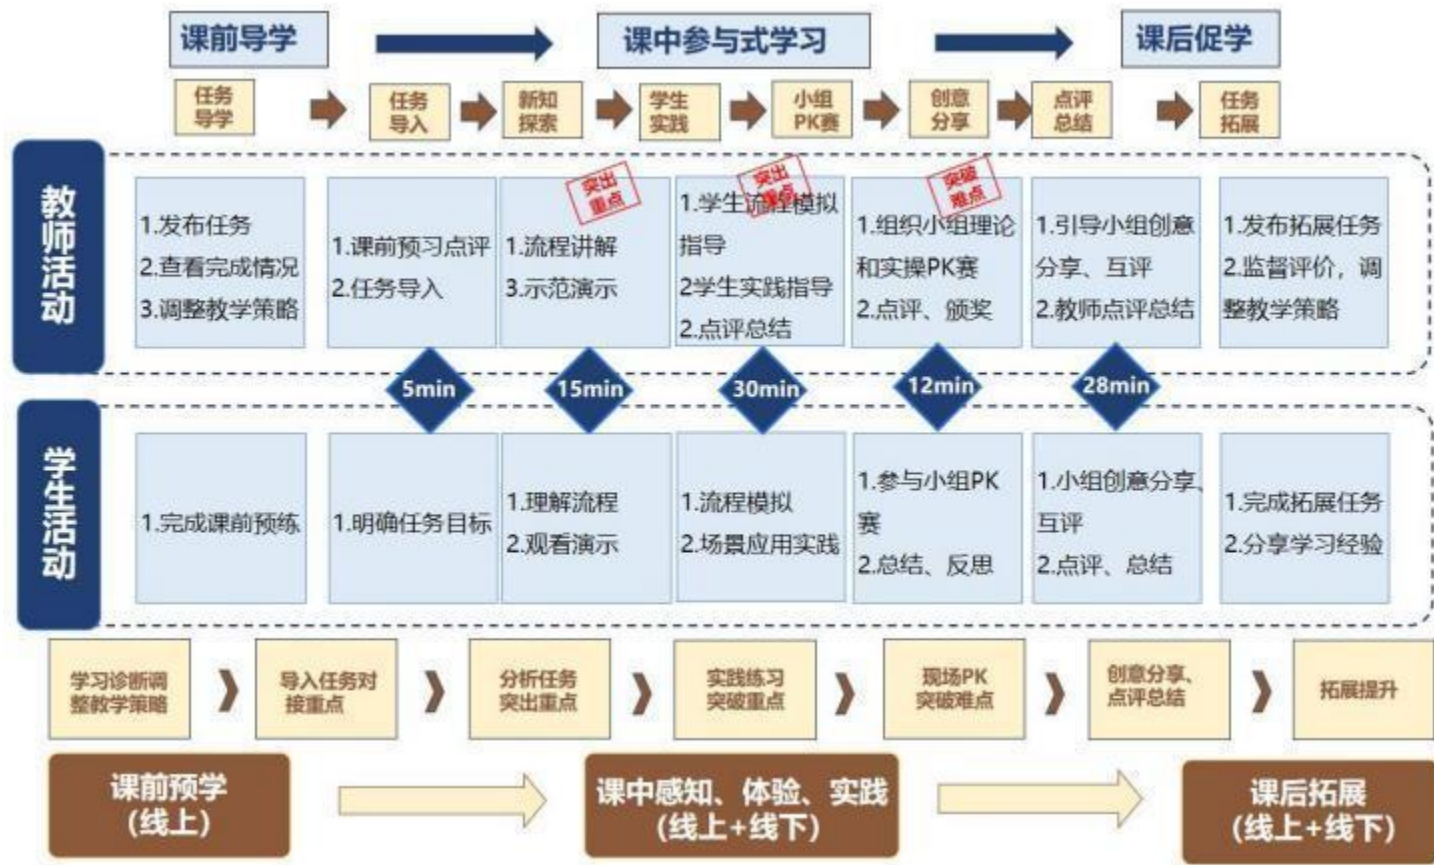 课前导学
课中参与式学习
课后促学
任务
导学
任务
导入
新知
探索
学生
实践
小组
PK赛
创意
分享
点评
总结
任务
拓展
教师活动
1.发布任务
2.查看完成情况
3.调整教学策略
1.课前预习点评
2.任务导入
突出
重点
1.流程讲解
3.示范演示
突出
重点
1.学生流程模拟
指导
2学生实践指导
2.点评总结
突破
难点
1.组织小组理论
和实操PK赛
2.点评、颁奖
1.引导小组创意
分享、互评
2.教师点评总结
1.发布拓展任务
2.监督评价，调
整教学策略
5min
15min
30min
12min
28min
学生活动
1.完成课前预练
1.明确任务目标
1.理解流程
2.观看演示
1.流程模拟
2.场景应用实践
1.参与小组PK
赛
2.总结、反思
1.小组创意分享、
互评
2.点评、总结
1.完成拓展任务
2.分享学习经验
学习诊断调
整教学策略
导入任务对
接重点
分析任务
突出重点
实践练习
突破重点
现场PK
突破难点
创意分享、
点评总结
拓展提升
课前预学
(线上)
课中感知、体验、实践
(线上+线下)
课后拓展
(线上+线下)